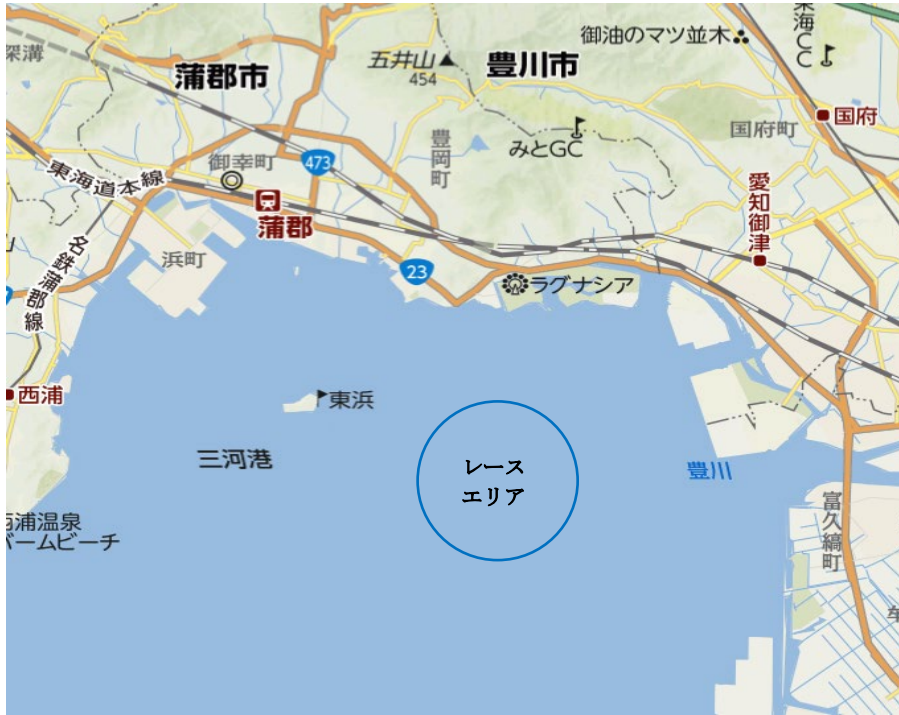 深溝
蒲郡市
五井山
454
豊川市
御油のマツ並木
東海CC
国府
国府町
みとGC
豊岡町
御幸町
473
東海道本線
蒲郡
愛知御津
浜町
名鉄蒲郡線
23
ラグナシア
西浦
東浜
三河港
レース
エリア
豊川
富久縞町
西浦温泉
パームビーチ